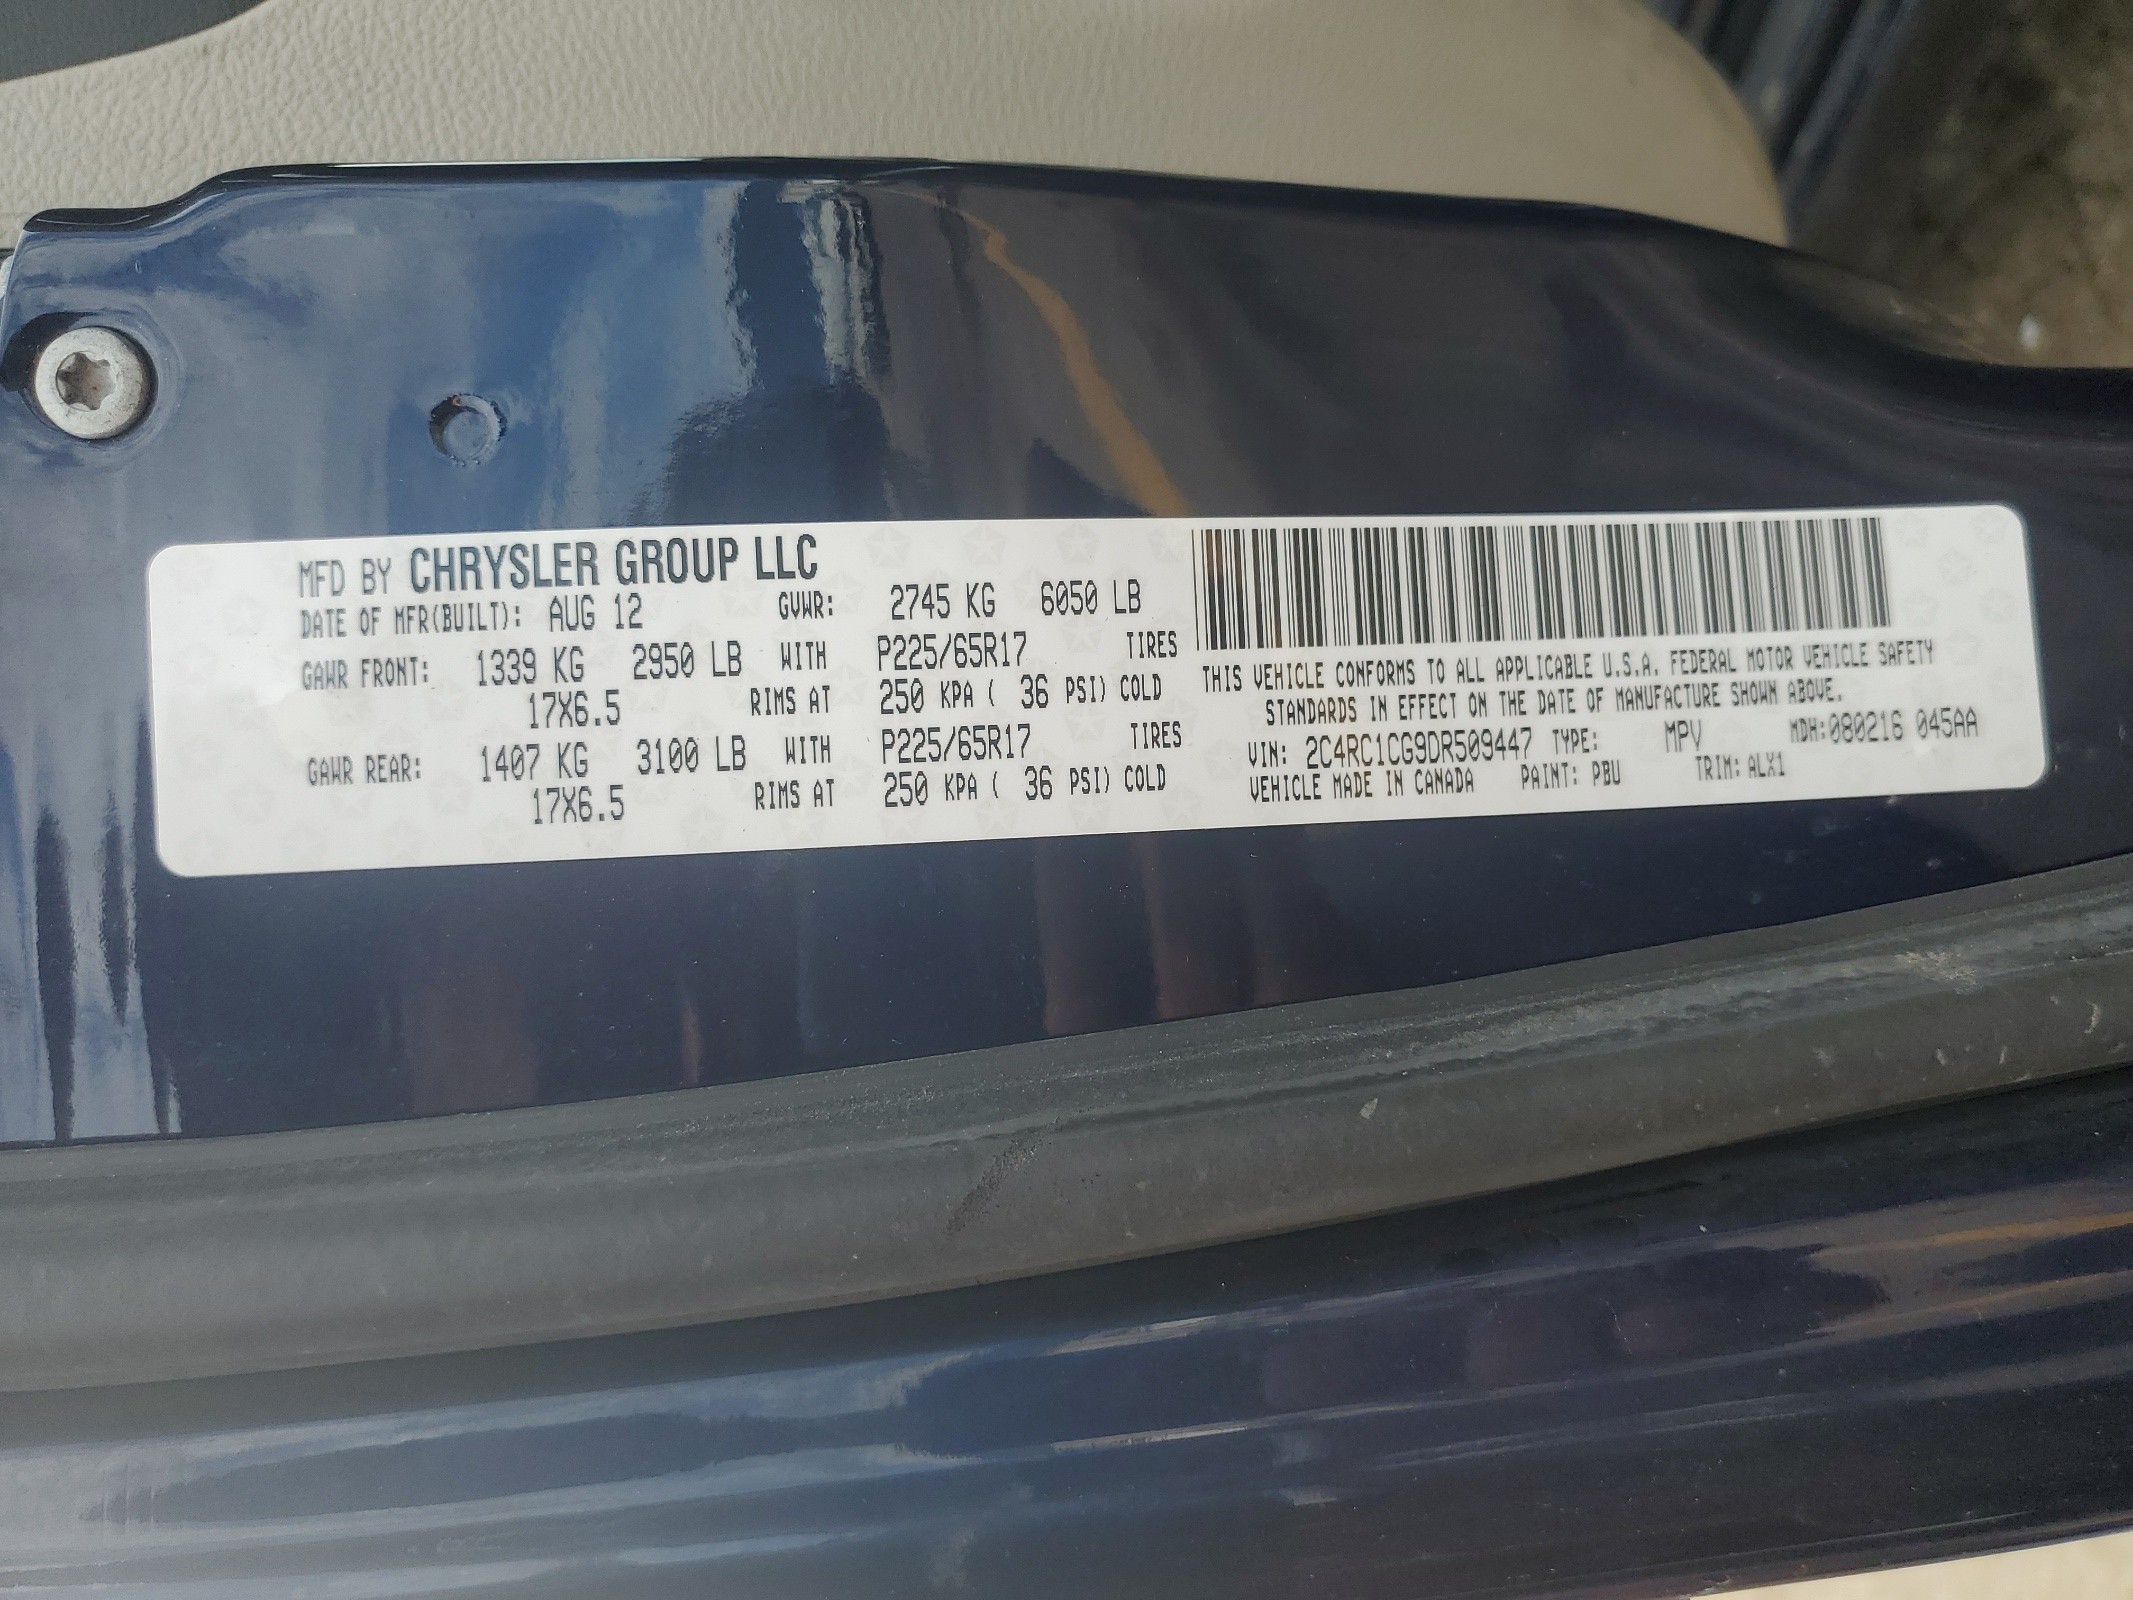 MFD BY CHRYSLER GROUP LLC
DATE OF MFR(BUILT): AUG 12 GVWR: 2745 KG 6050 LB
GAWR FRONT: 1339 KG 2950 LB WITH P225/65R17 TIRES
17X6.5 RIMS AT 250 KPA ( 36 PSI) COLD
GAWR REAR: 1407 KG 3100 LB WITH P225/65R17 TIRES
17X6.5 RIMS AT 250 KPA ( 36 PSI) COLD
THIS VEHICLE CONFORMS TO ALL APPLICABLE U.S.A. FEDERAL MOTOR VEHICLE SAFETY
STANDARDS IN EFFECT ON THE DATE OF MANUFACTURE SHOWN ABOVE.
VIN: 2C4RC1CG9DR509447 TYPE: MPV MDH:080216 045AA
VEHICLE MADE IN CANADA PAINT: PBU TRIM: ALX1